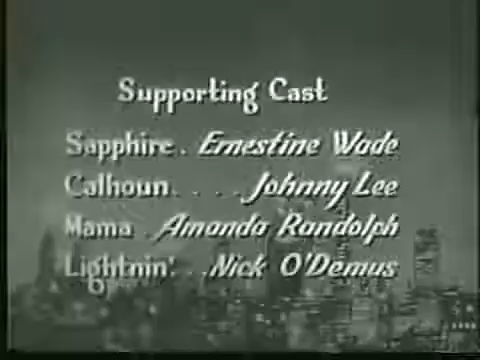 Supporting Cast
Sapphire. Ernestine Wade
Calhoun. . . . Johnny Lee
Mama . Amanda Randolph
Lightnin'. . . Nick O'Demus